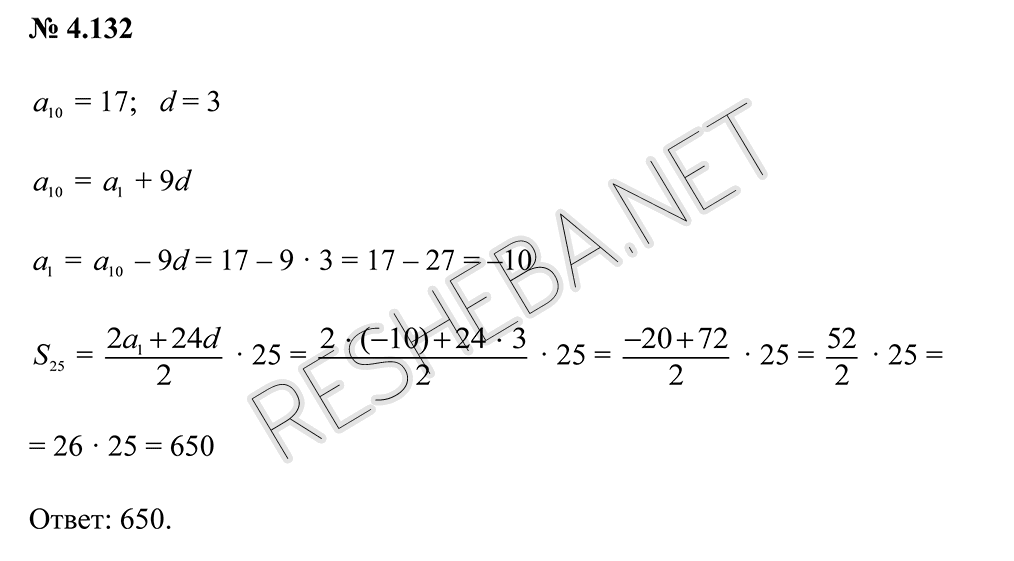 № 4.132
a₁₀ = 17; d = 3
a₁₀ = a₁ + 9d
a₁ = a₁₀ – 9d = 17 – 9 · 3 = 17 – 27 = –10
S₂₅ = (2a₁ + 24d)/2 · 25 = (2 · (–10) + 24 · 3)/2 · 25 = (–20 + 72)/2 · 25 = 52/2 · 25 =
= 26 · 25 = 650
Ответ: 650.
RESHEBA.NET